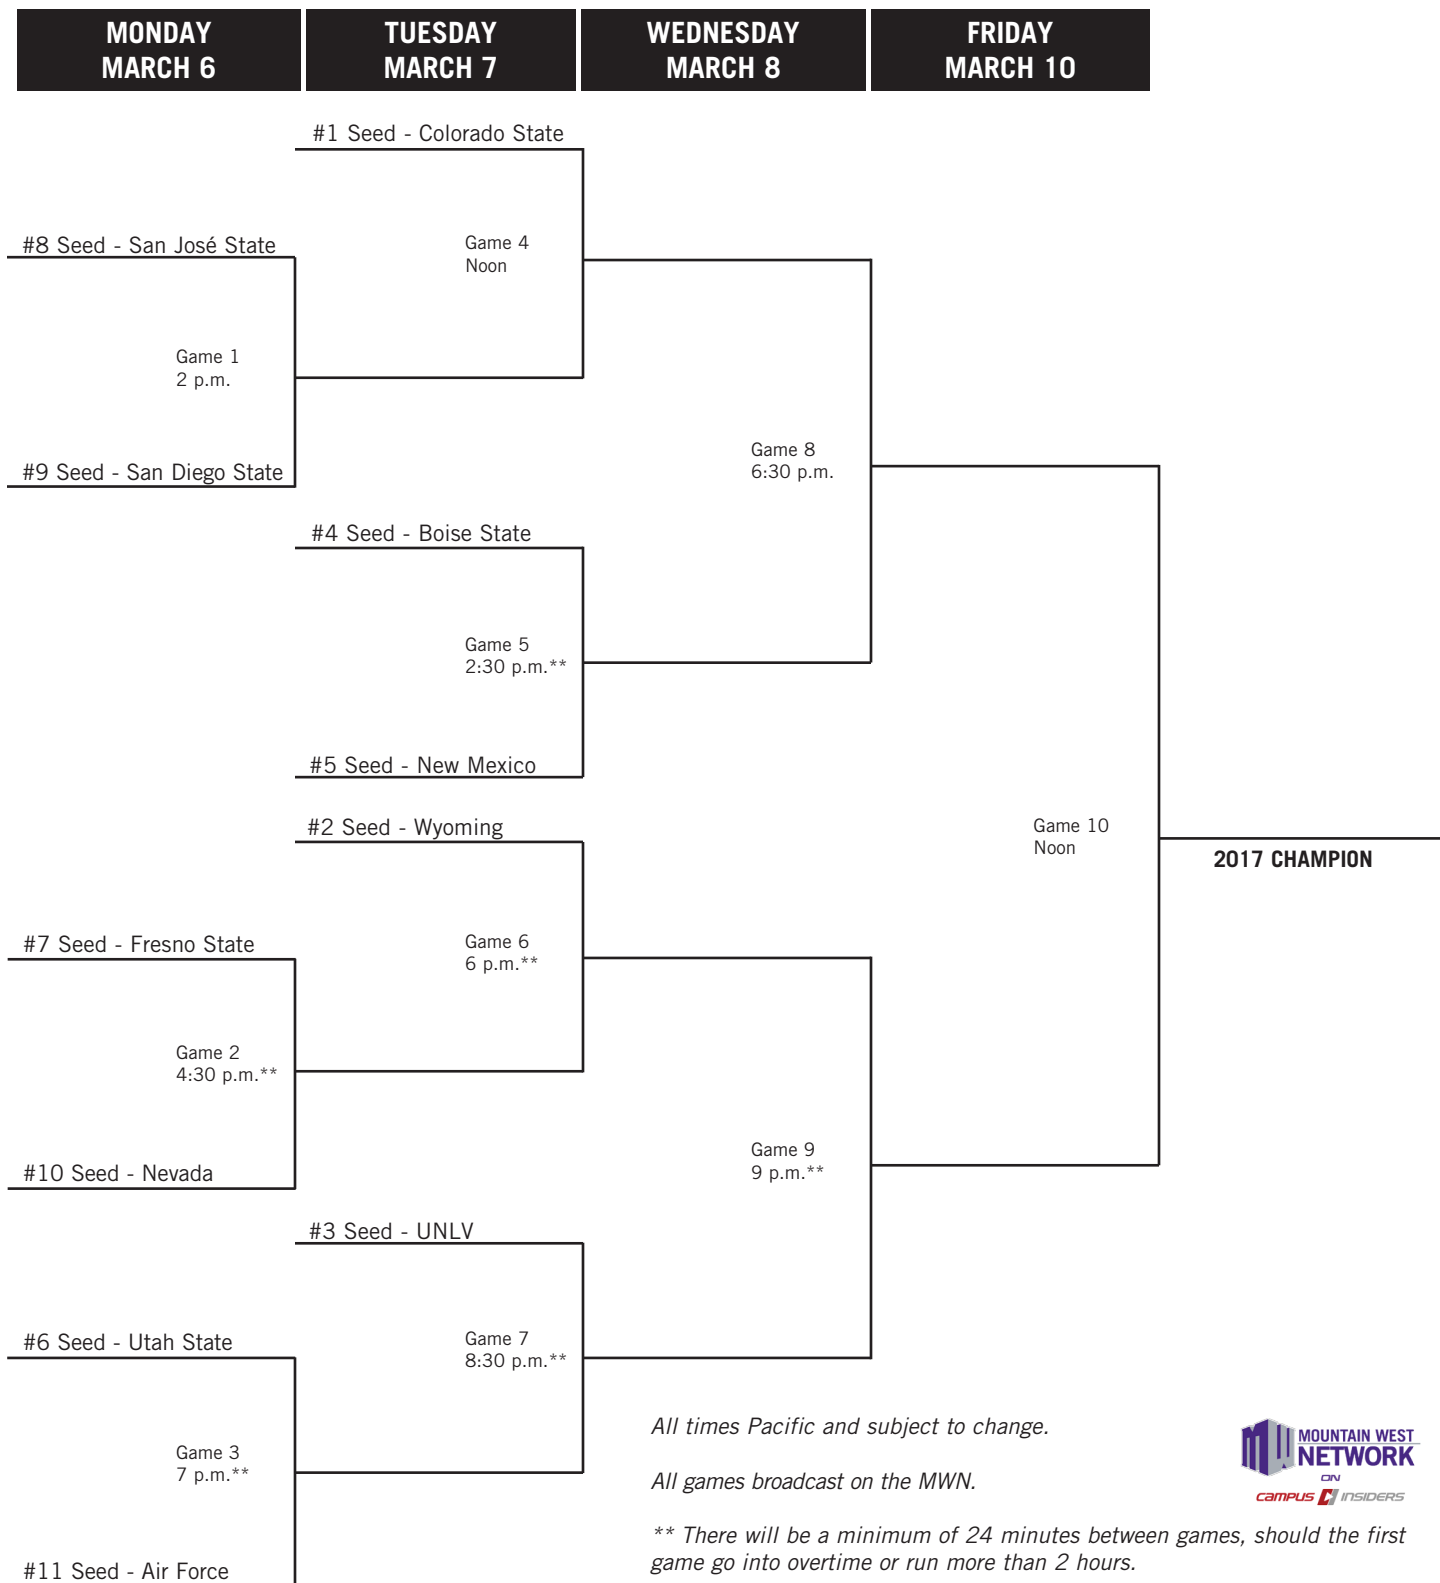 MONDAY
MARCH 6
TUESDAY
MARCH 7
WEDNESDAY
MARCH 8
FRIDAY
MARCH 10
#1 Seed - Colorado State
#8 Seed - San José State
Game 4
Noon
Game 1
2 p.m.
#9 Seed - San Diego State
Game 8
6:30 p.m.
#4 Seed - Boise State
Game 5
2:30 p.m.**
#5 Seed - New Mexico
#2 Seed - Wyoming
Game 10
Noon
2017 CHAMPION
#7 Seed - Fresno State
Game 6
6 p.m.**
Game 2
4:30 p.m.**
#10 Seed - Nevada
Game 9
9 p.m.**
#3 Seed - UNLV
#6 Seed - Utah State
Game 7
8:30 p.m.**
Game 3
7 p.m.**
#11 Seed - Air Force
All times Pacific and subject to change.
All games broadcast on the MWN.
** There will be a minimum of 24 minutes between games, should the first
game go into overtime or run more than 2 hours.
MW
MOUNTAIN WEST
NETWORK
ON
CAMPUS INSIDERS